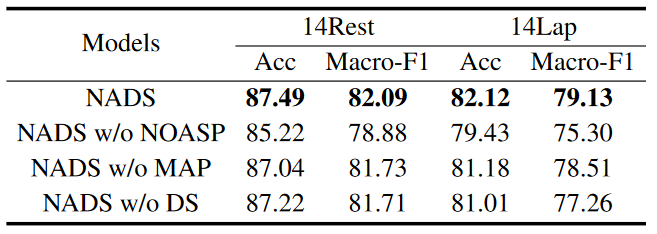 Models 14Rest 14Lap
Acc Macro-F1 Acc Macro-F1
NADS 87.49 82.09 82.12 79.13
NADS w/o NOASP 85.22 78.88 79.43 75.30
NADS w/o MAP 87.04 81.73 81.18 78.51
NADS w/o DS 87.22 81.71 81.01 77.26